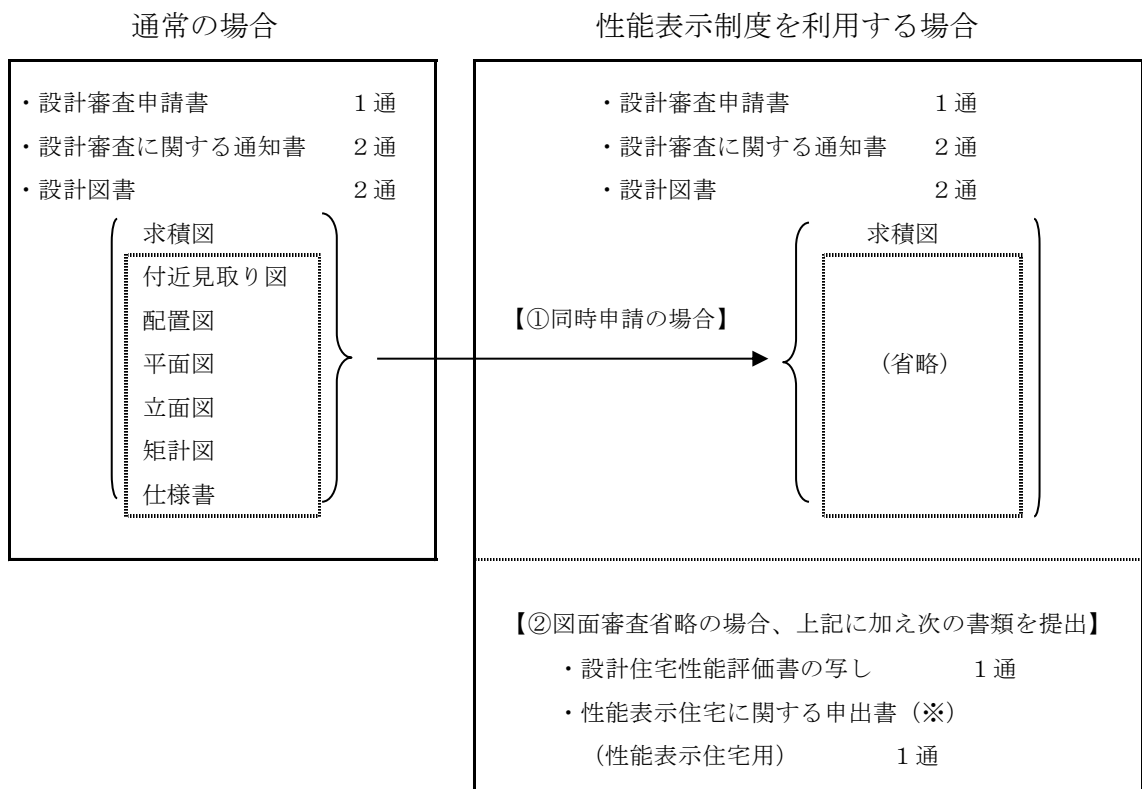 通常の場合
・設計審査申請書 1通
・設計審査に関する通知書 2通
・設計図書 2通
求積図
付近見取り図
配置図
平面図
立面図
矩計図
仕様書
性能表示制度を利用する場合
・設計審査申請書 1通
・設計審査に関する通知書 2通
・設計図書 2通
求積図
【①同時申請の場合】
(省略)
【②図面審査省略の場合、上記に加え次の書類を提出】
・設計住宅性能評価書の写し 1通
・性能表示住宅に関する申出書(※)
(性能表示住宅用) 1通